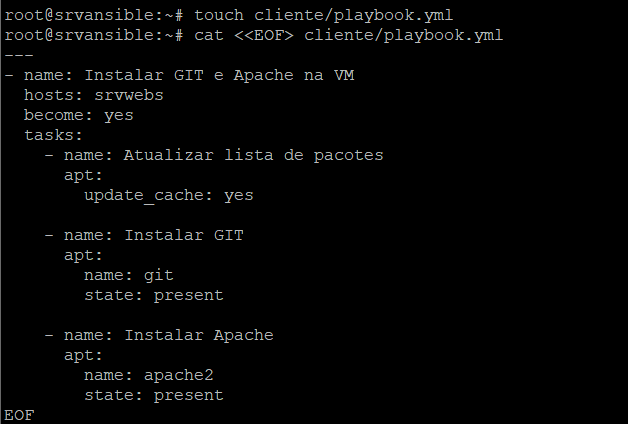 root@srvansible:~# touch cliente/playbook.yml
root@srvansible:~# cat <<EOF> cliente/playbook.yml
---
- name: Instalar GIT e Apache na VM
  hosts: srvwebs
  become: yes
  tasks:
    - name: Atualizar lista de pacotes
      apt:
        update_cache: yes

    - name: Instalar GIT
      apt:
        name: git
        state: present

    - name: Instalar Apache
      apt:
        name: apache2
        state: present
EOF